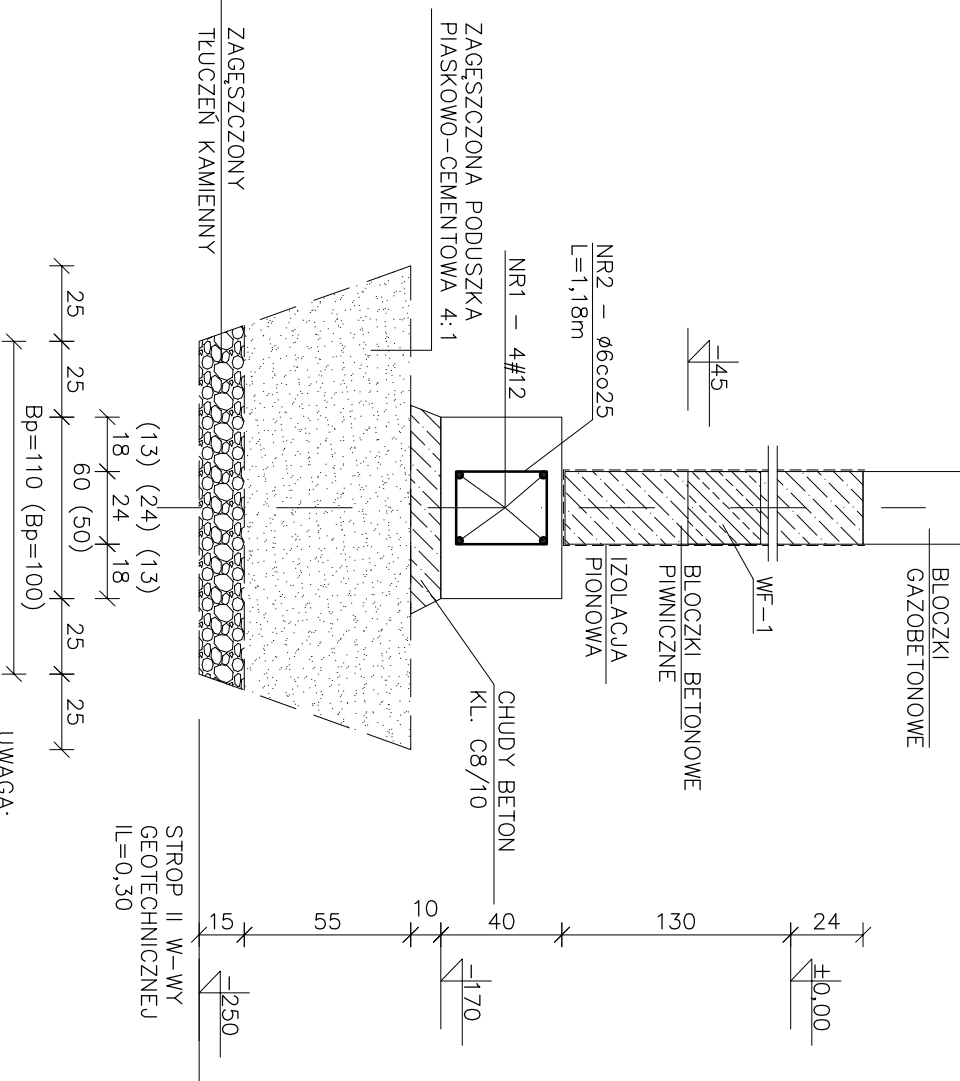 BLOCZKI
GAZOBETONOWE
WF-1
BLOCZKI BETONOWE
PIWNICZNE
IZOLACJA
PIONOWA
CHUDY BETON
KL. C8/10
-45
NR2 - ø6co25
L=1,18m
NR1 - 4#12
ZAGĘSZCZONA PODUSZKA
PIASKOWO-CEMENTOWA 4:1
ZAGĘSZCZONY
TŁUCZEŃ KAMIENNY
24
130
40
10
55
15
±0,00
-170
-250
STROP II W-WY
GEOTECHNICZNEJ
IL=0,30
(13) (24) (13)
18 24 18
25 25 60 (50) 25 25
Bp=110 (Bp=100)
UWAGA: